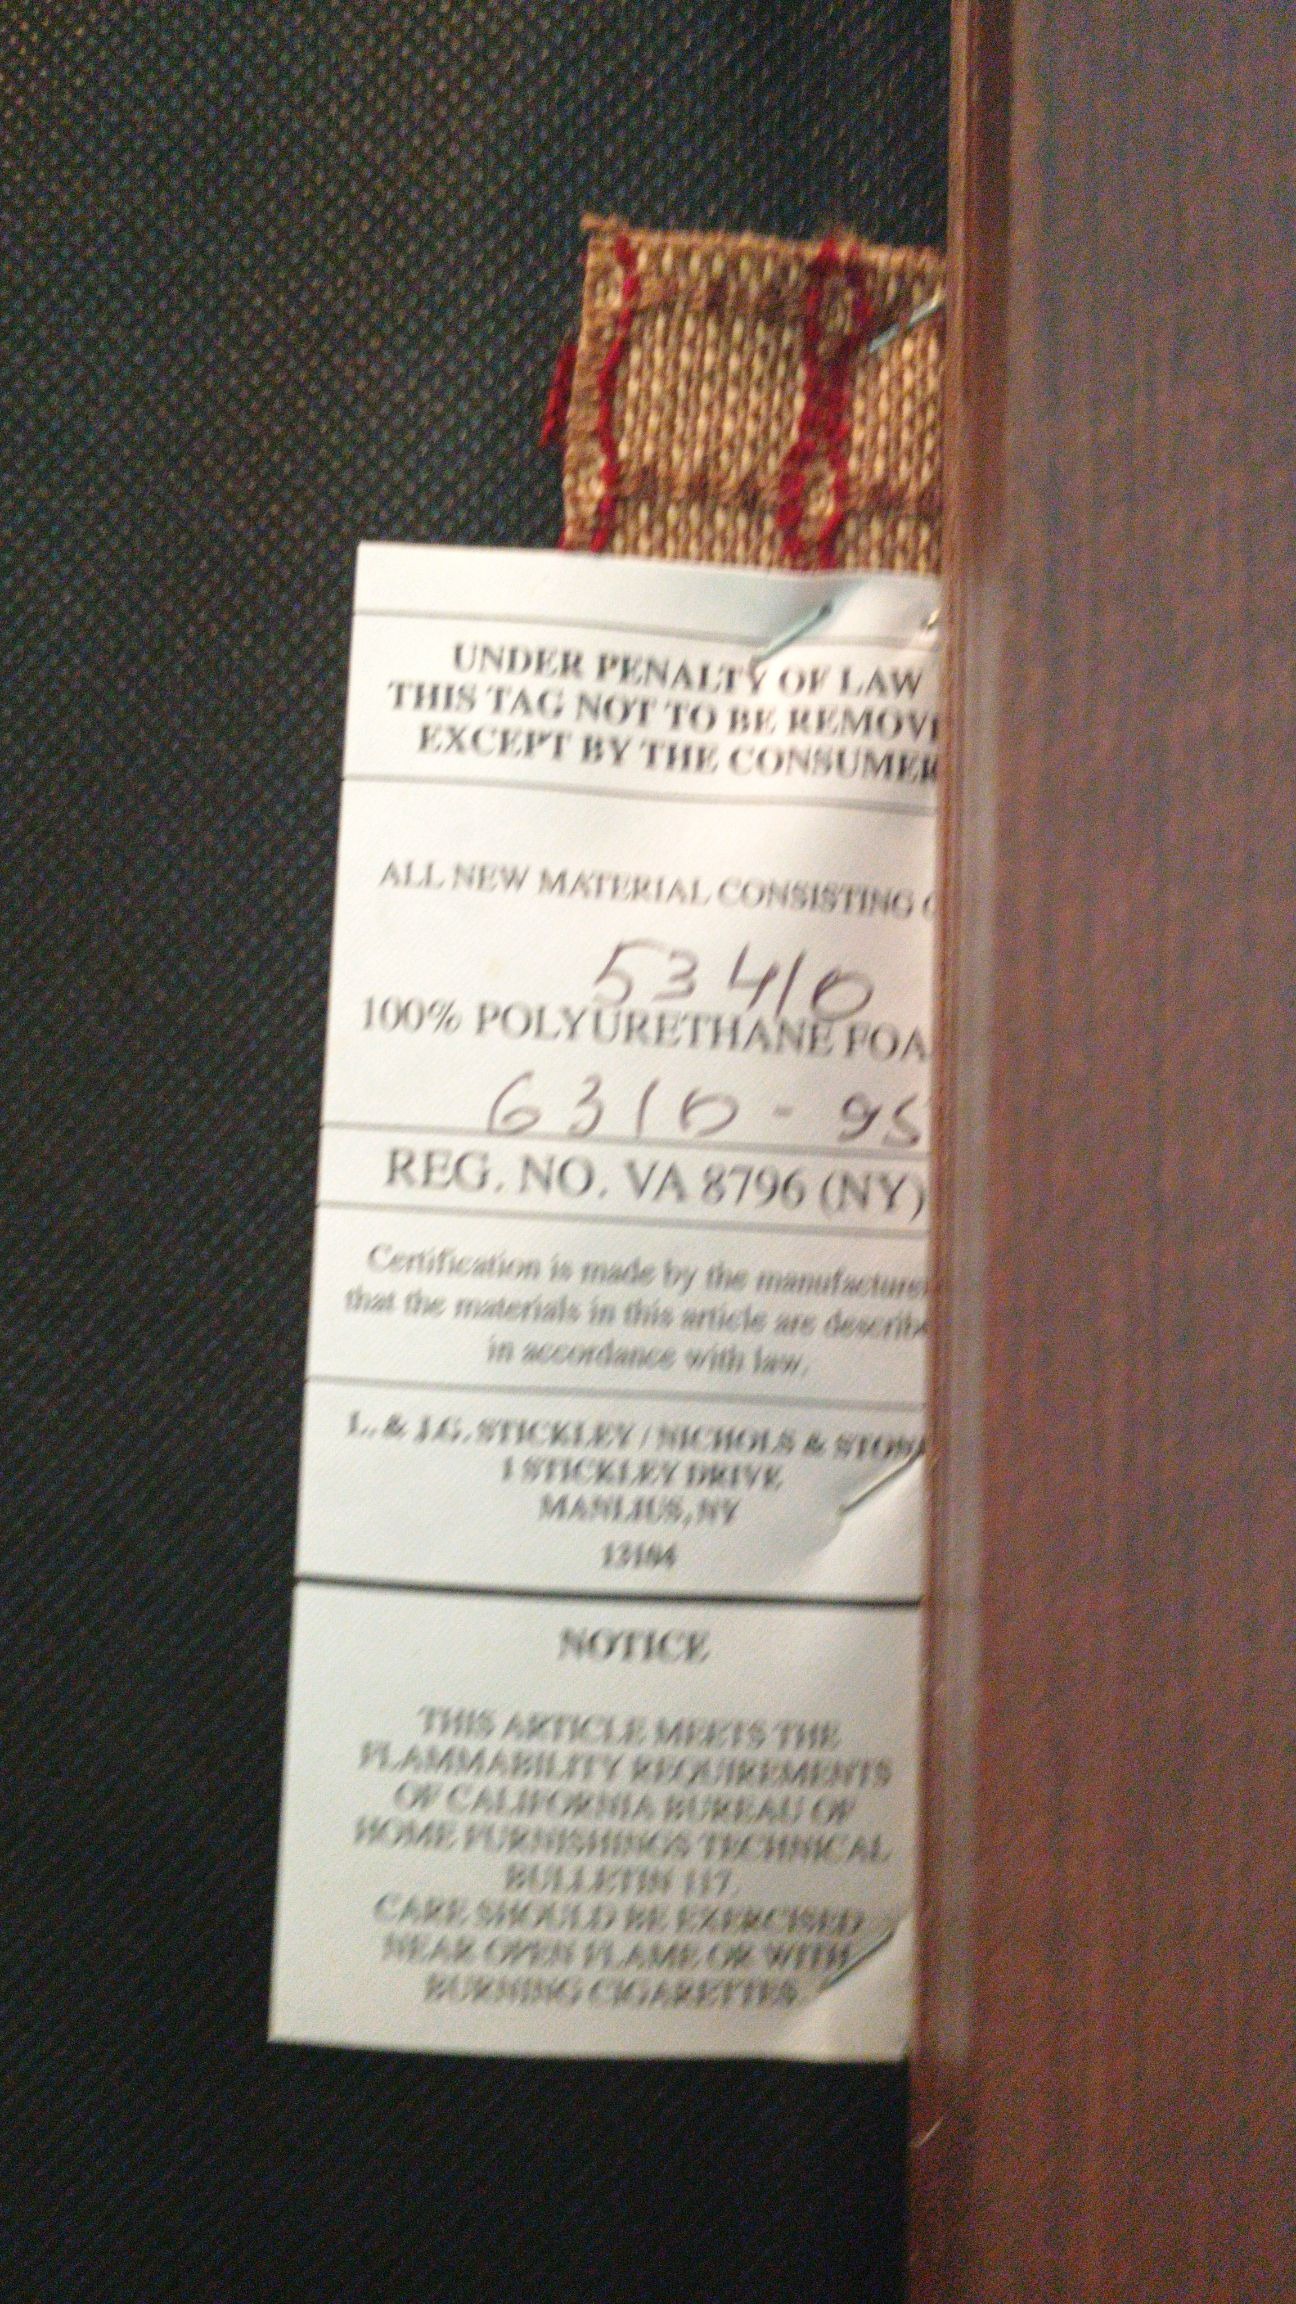 UNDER PENALTY OF LAW
THIS TAG NOT TO BE REMOVE
EXCEPT BY THE CONSUMER
ALL NEW MATERIAL CONSISTING O
53410
100% POLYURETHANE FOA
6310-95
REG. NO. VA 8796 (NY)
Certification is made by the manufacturer
that the materials in this article are describe
in accordance with law.
L. & J.G. STICKLEY / NICHOLS & STONE
1 STICKLEY DRIVE
MANLIUS, NY
13104
NOTICE
THIS ARTICLE MEETS THE
FLAMMABILITY REQUIREMENTS
OF CALIFORNIA BUREAU OF
HOME FURNISHINGS TECHNICAL
BULLETIN 117.
CARE SHOULD BE EXERCISED
NEAR OPEN FLAME OR WITH
BURNING CIGARETTES.